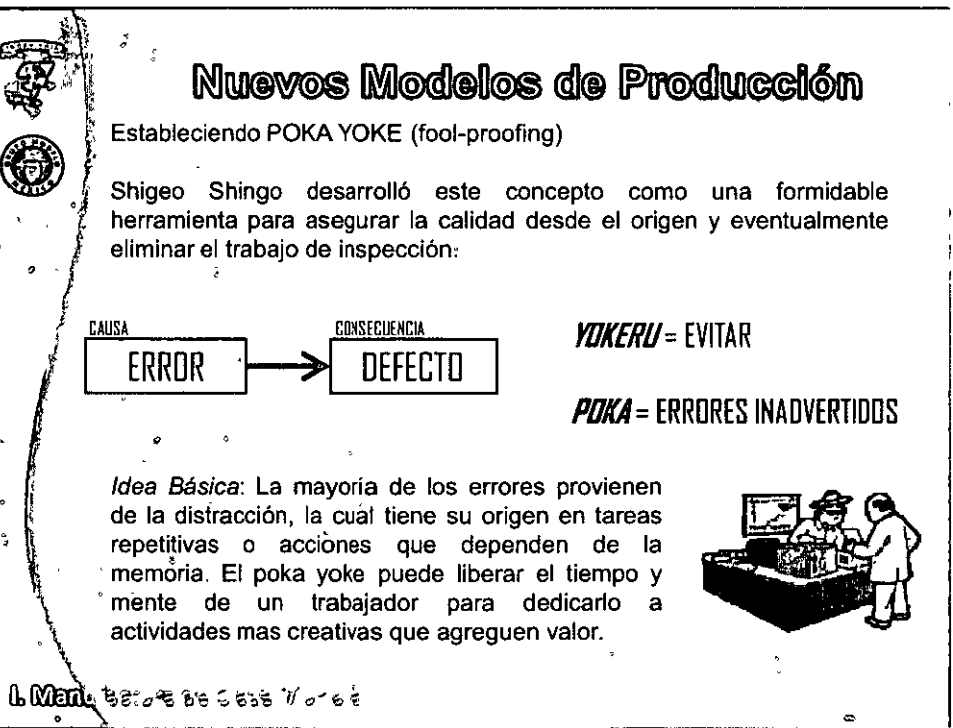 Nuevos Modelos de Producción
Estableciendo POKA YOKE (fool-proofing)
Shigeo Shingo desarrolló este concepto como una formidable
herramienta para asegurar la calidad desde el origen y eventualmente
eliminar el trabajo de inspección.
CAUSA
ERROR
CONSECUENCIA
DEFECTO
YOKERU = EVITAR
POKA = ERRORES INADVERTIDOS
Idea Básica: La mayoría de los errores provienen
de la distracción, la cual tiene su origen en tareas
repetitivas o acciones que dependen de la
memoria. El poka yoke puede liberar el tiempo y
mente de un trabajador para dedicarlo a
actividades mas creativas que agreguen valor.
I.